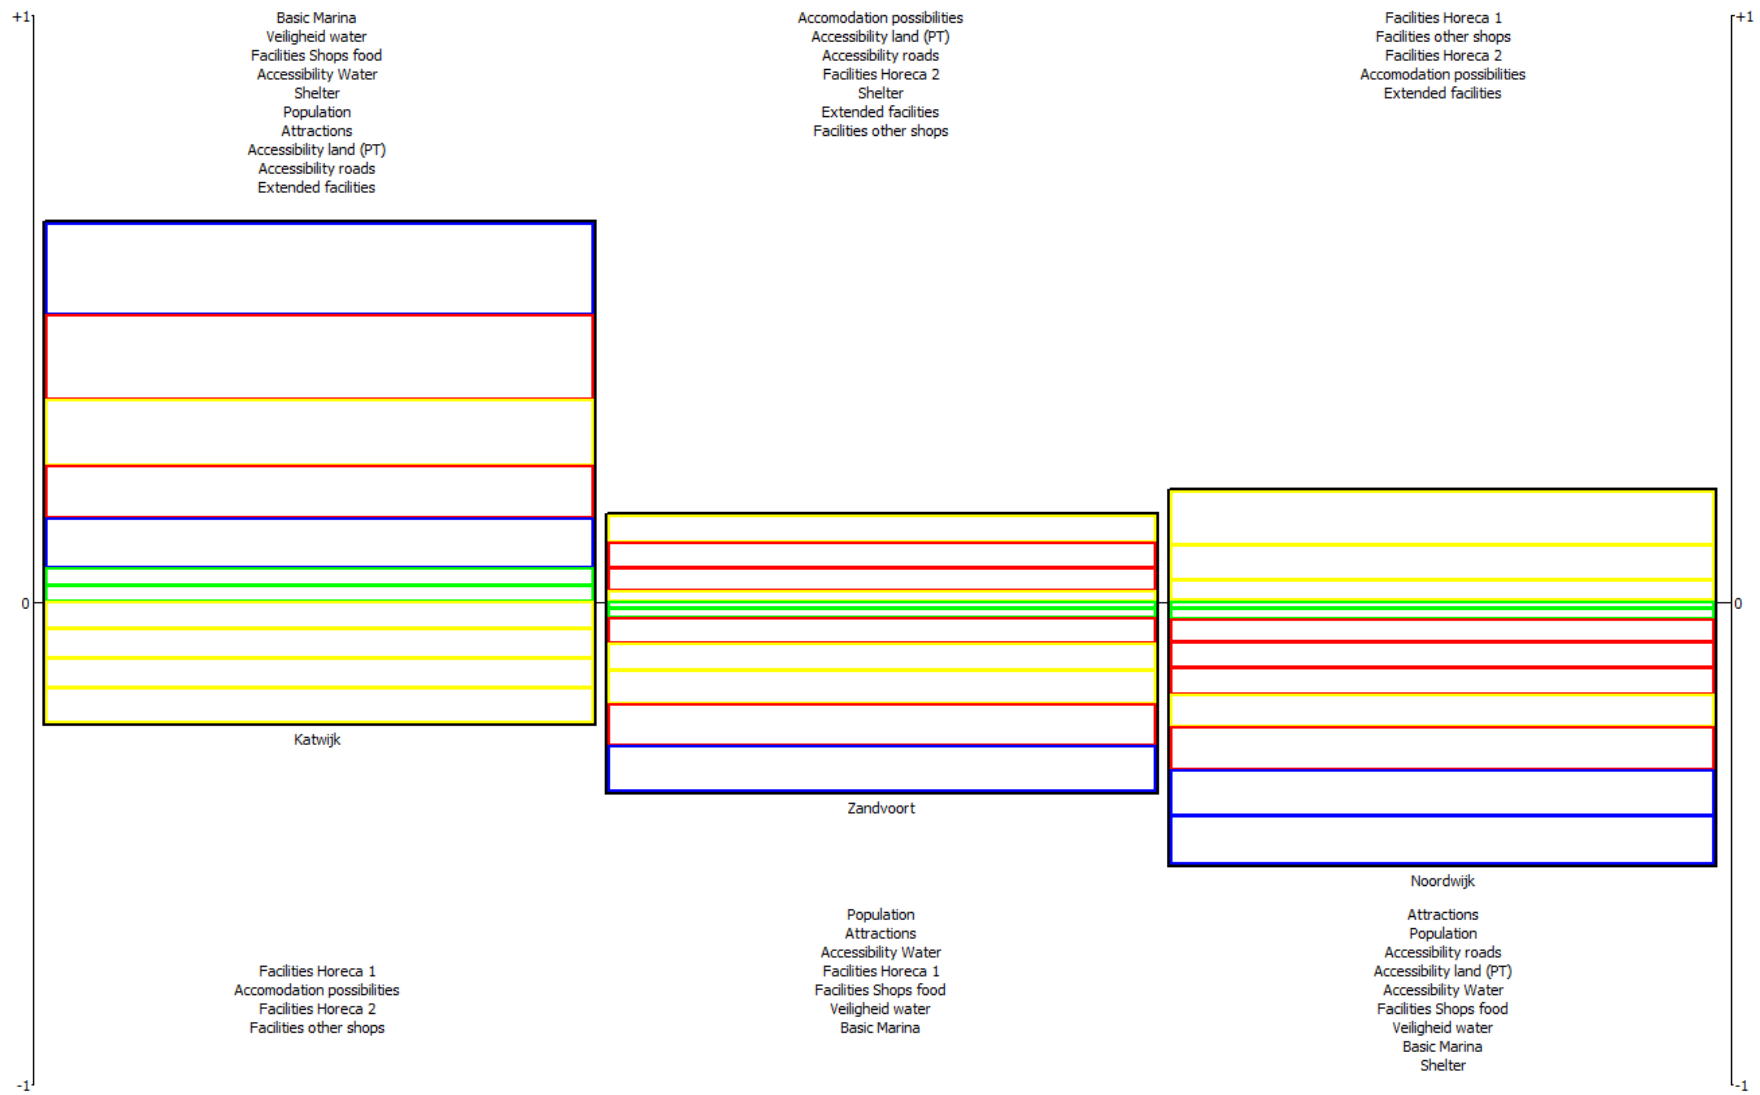 +1
Basic Marina
Veiligheid water
Facilities Shops food
Accessibility Water
Shelter
Population
Attractions
Accessibility land (PT)
Accessibility roads
Extended facilities
Accomodation possibilities
Accessibility land (PT)
Accessibility roads
Facilities Horeca 2
Shelter
Extended facilities
Facilities other shops
Facilities Horeca 1
Facilities other shops
Facilities Horeca 2
Accomodation possibilities
Extended facilities
+1
0
0
Katwijk
Zandvoort
Noordwijk
Facilities Horeca 1
Accomodation possibilities
Facilities Horeca 2
Facilities other shops
Population
Attractions
Accessibility Water
Facilities Horeca 1
Facilities Shops food
Veiligheid water
Basic Marina
Attractions
Population
Accessibility roads
Accessibility land (PT)
Accessibility Water
Facilities Shops food
Veiligheid water
Basic Marina
Shelter
-1
-1